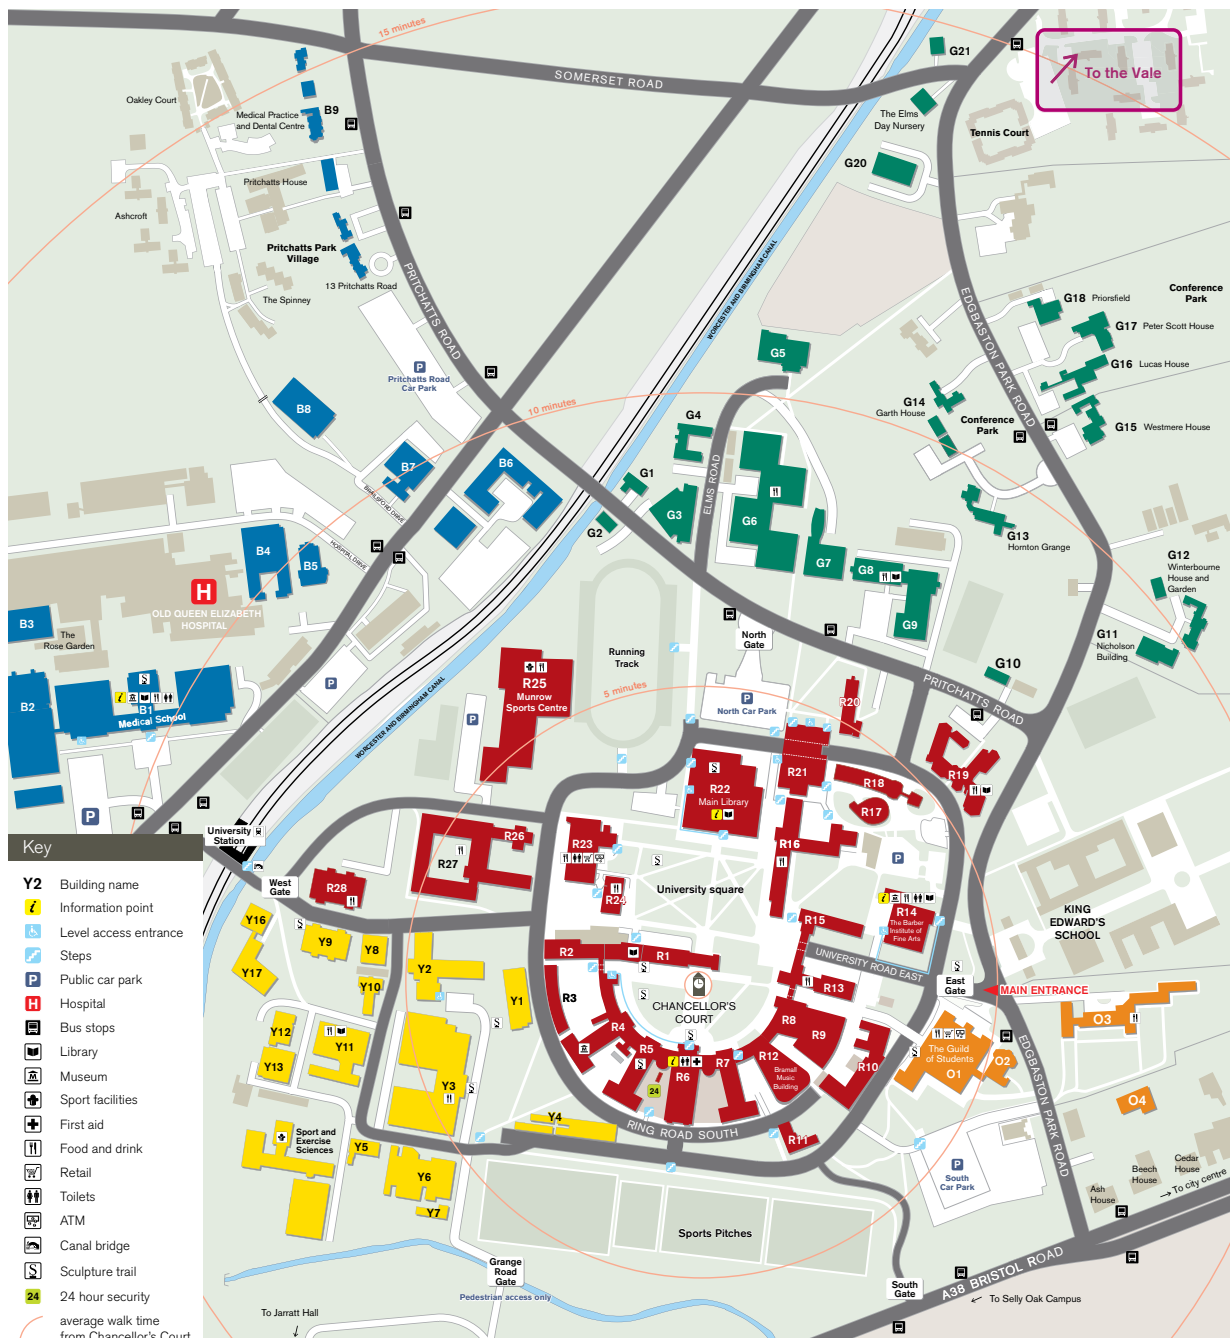 15 minutes
SOMERSET ROAD
G21
To the Vale
Oakley Court
Medical Practice
and Dental Centre
B9
The Elms
Day Nursery
Tennis Court
G20
Pritchatts House
Ashcroft
Pritchatts Park
Village
13 Pritchatts Road
The Spinney
PRITCHATTS ROAD
WORCESTER AND BIRMINGHAM CANAL
EDGBASTON PARK ROAD
G18 Priorsfield
Conference
Park
G17 Peter Scott House
G16 Lucas House
G15 Westmere House
G5
P
Pritchatts Road
Car Park
10 minutes
G14
Garth House
Conference
Park
B8
G4
ELMS ROAD
B7
B6
G1
G3
G2
G6
G7
G8
G9
BRAILSFORD DRIVE
HOSPITAL DRIVE
G13
Hornton Grange
G12
Winterbourne
House and
Garden
B4
B5
H
OLD QUEEN ELIZABETH
HOSPITAL
B3
The
Rose Garden
G11
Nicholson
Building
North
Gate
Running
Track
G10
PRITCHATTS ROAD
R25
Munrow
Sports Centre
5 minutes
P
North Car Park
R20
B2
B1
Medical School
P
P
P
WORCESTER AND BIRMINGHAM CANAL
R19
R21
R18
R17
R22
Main Library
R16
University
Station
R23
R24
R26
R27
R28
West
Gate
University square
P
R14
The Barber
Institute of
Fine Arts
KING
EDWARD'S
SCHOOL
R15
UNIVERSITY ROAD EAST
R2
R1
R3
R13
East
Gate
MAIN ENTRANCE
CHANCELLOR'S
COURT
R4
R5
R6
R7
R8
R9
R12
Bramall
Music
Building
R10
R11
24
RING ROAD SOUTH
The Guild
of Students
O1
O2
O3
O4
EDGBASTON PARK ROAD
Y16
Y17
Y9
Y8
Y10
Y2
Y1
Y12
Y13
Y11
Y3
Y4
Y5
Y6
Y7
Sport and
Exercise
Sciences
Sports Pitches
P
South
Car Park
Ash
House
Beech
House
Cedar
House
→ To city centre
Grange
Road
Gate
Pedestrian access only
South
Gate
A38 BRISTOL ROAD
To Selly Oak Campus
To Jarratt Hall
Key
Y2 Building name
i Information point
Level access entrance
Steps
P Public car park
H Hospital
Bus stops
Library
Museum
Sport facilities
First aid
Food and drink
Retail
Toilets
ATM
Canal bridge
S Sculpture trail
24 24 hour security
average walk time
from Chancellor's Court